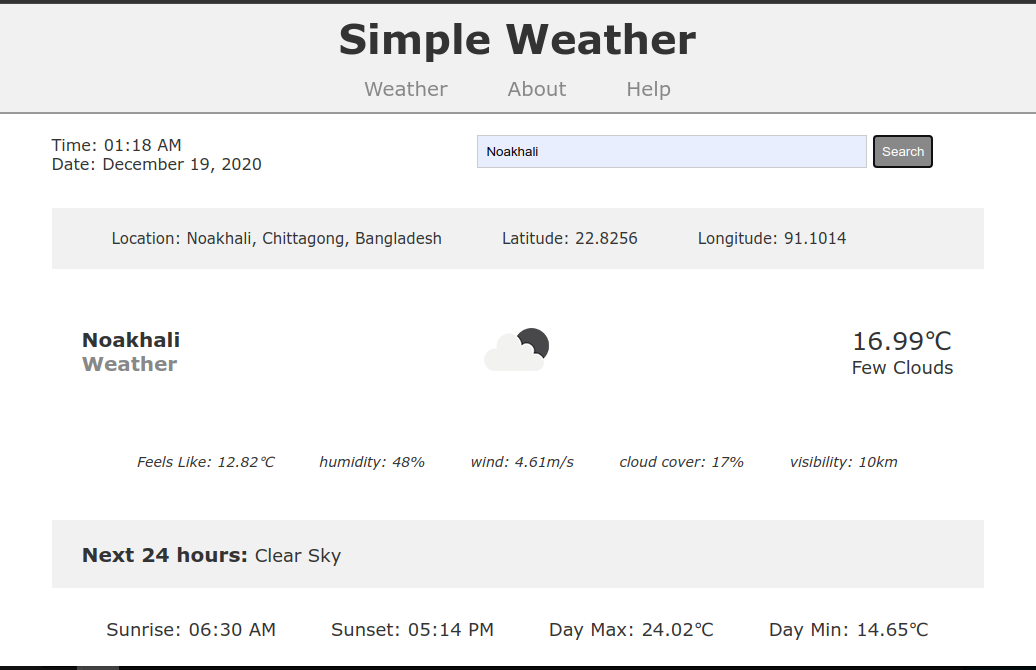 Simple Weather
Weather About Help
Time: 01:18 AM
Date: December 19, 2020
Noakhali Search
Location: Noakhali, Chittagong, Bangladesh Latitude: 22.8256 Longitude: 91.1014
Noakhali
Weather
16.99℃
Few Clouds
Feels Like: 12.82℃ humidity: 48% wind: 4.61m/s cloud cover: 17% visibility: 10km
Next 24 hours: Clear Sky
Sunrise: 06:30 AM Sunset: 05:14 PM Day Max: 24.02℃ Day Min: 14.65℃